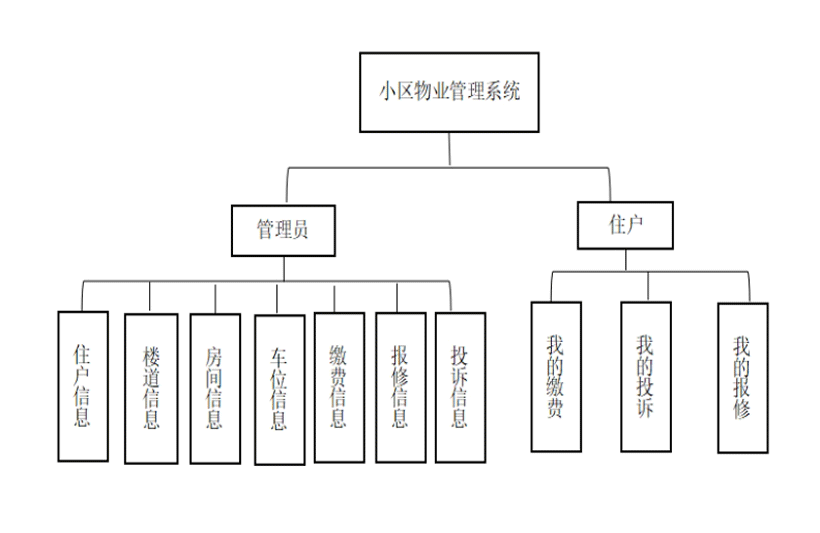 小区物业管理系统
管理员
住户
住户信息
楼道信息
房间信息
车位信息
缴费信息
报修信息
投诉信息
我的缴费
我的投诉
我的报修